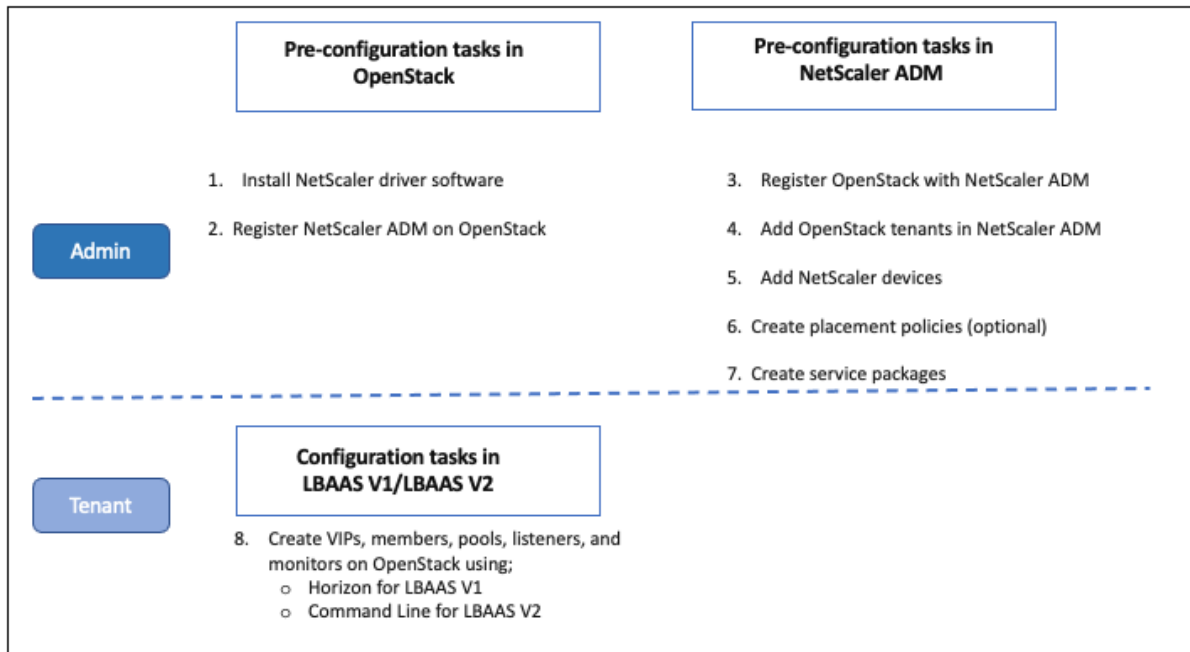 Pre-configuration tasks in
OpenStack
Pre-configuration tasks in
NetScaler ADM
Admin
1. Install NetScaler driver software
2. Register NetScaler ADM on OpenStack
3. Register OpenStack with NetScaler ADM
4. Add OpenStack tenants in NetScaler ADM
5. Add NetScaler devices
6. Create placement policies (optional)
7. Create service packages
Tenant
Configuration tasks in
LBAAS V1/LBAAS V2
8. Create VIPs, members, pools, listeners, and
monitors on OpenStack using;
o Horizon for LBAAS V1
o Command Line for LBAAS V2